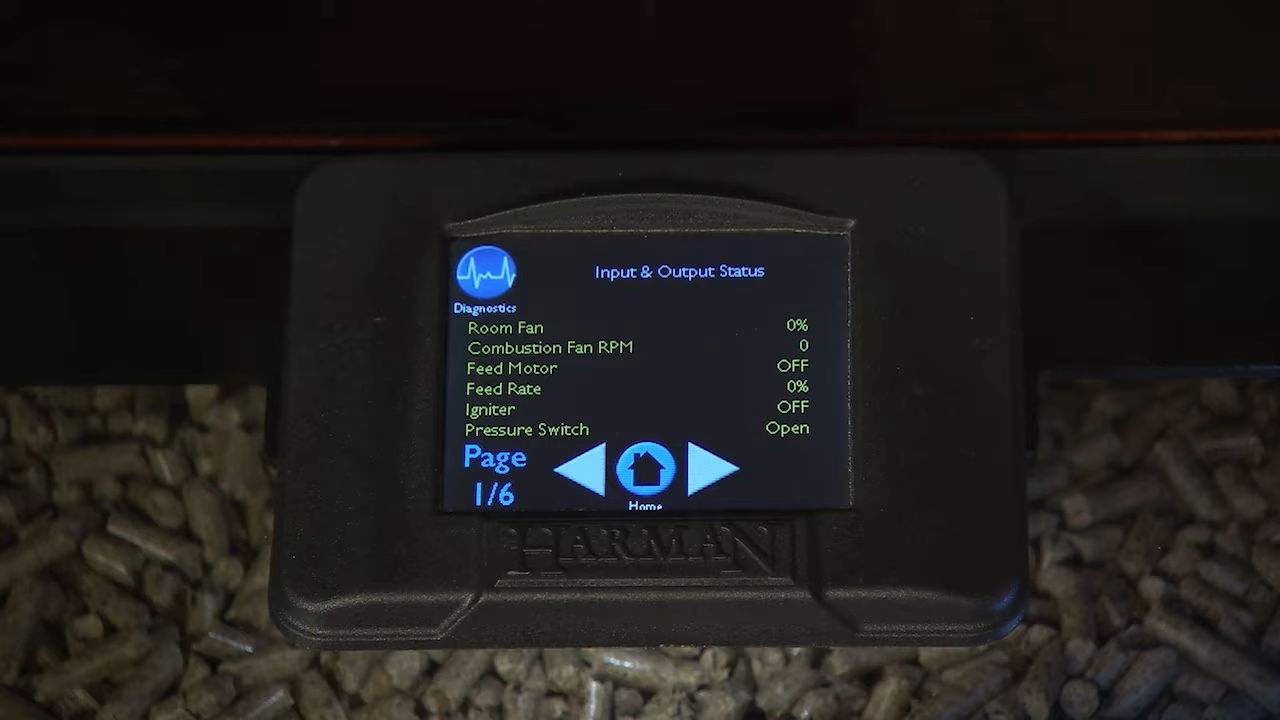 Input & Output Status
Diagnostics
Room Fan 0%
Combustion Fan RPM 0
Feed Motor OFF
Feed Rate 0%
Igniter OFF
Pressure Switch Open
Page
1/6
Home
HARMAN